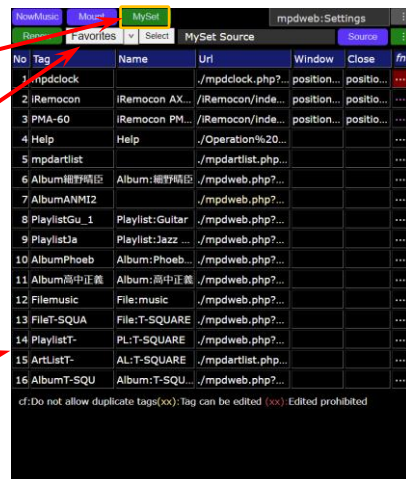 NowMusic Mount MySet mpdweb:Settings
Favorites Select MySet Source Source
No Tag Name Url Window Close fn
1 mpdclock ./mpdclock.php?... position... positio... ...
2 iRemocon iRemocon AX... /iRemocon/inde... position... positio... ...
3 PMA-60 iRemocon PM... /iRemocon/inde... position... positio... ...
4 Help Help ./Operation%20... ...
5 mpdartlist ./mpdartlist.php... ...
6 Album細野晴臣 Album:細野晴臣 ./mpdweb.php?... ...
7 AlbumANMI2 ./mpdweb.php?... ...
8 PlaylistGu_1 Playlist:Guitar ./mpdweb.php?... ...
9 PlaylistJa Playlist:Jazz ... ./mpdweb.php?... ...
10 AlbumPhoeb Album:Phoeb... ./mpdweb.php?... ...
11 Album高中正義 Album:高中正義 ./mpdweb.php?... ...
12 Filemusic File:music ./mpdweb.php?... ...
13 FileT-SQUA File:T-SQUARE ./mpdweb.php?... ...
14 PlaylistT- PL:T-SQUARE ./mpdweb.php?... ...
15 ArtListT- AL:T-SQUARE ./mpdartlist.php... ...
16 AlbumT-SQU Album:T-SQU... ./mpdweb.php?... ...
cf:Do not allow duplicate tags(xx):Tag can be edited (xx):Edited prohibited